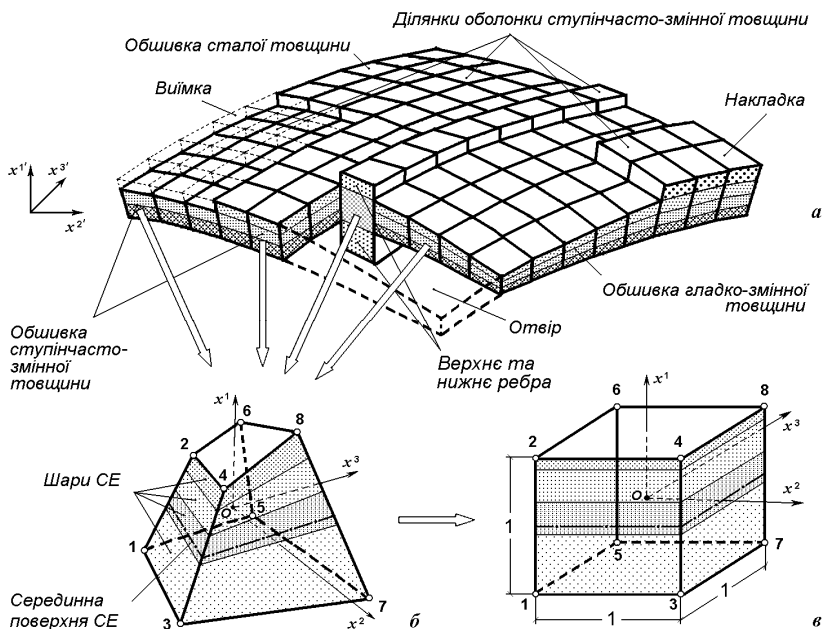 Ділянки оболонки ступінчасто-змінної товщини
Обшивка сталої товщини
Виїмка
Накладка
x1'
x3'
x2'
а
Обшивка гладко-змінної
товщини
Отвір
Обшивка
ступінчасто-
змінної
товщини
Верхнє та
нижнє ребра
x1
6
8
2
4
x3
Шари СЕ
O
5
1
Серединна
поверхня СЕ
3
7
x2
б
x1
6
8
x3
2
4
O
x2
1
5
7
1
3
1
1
в